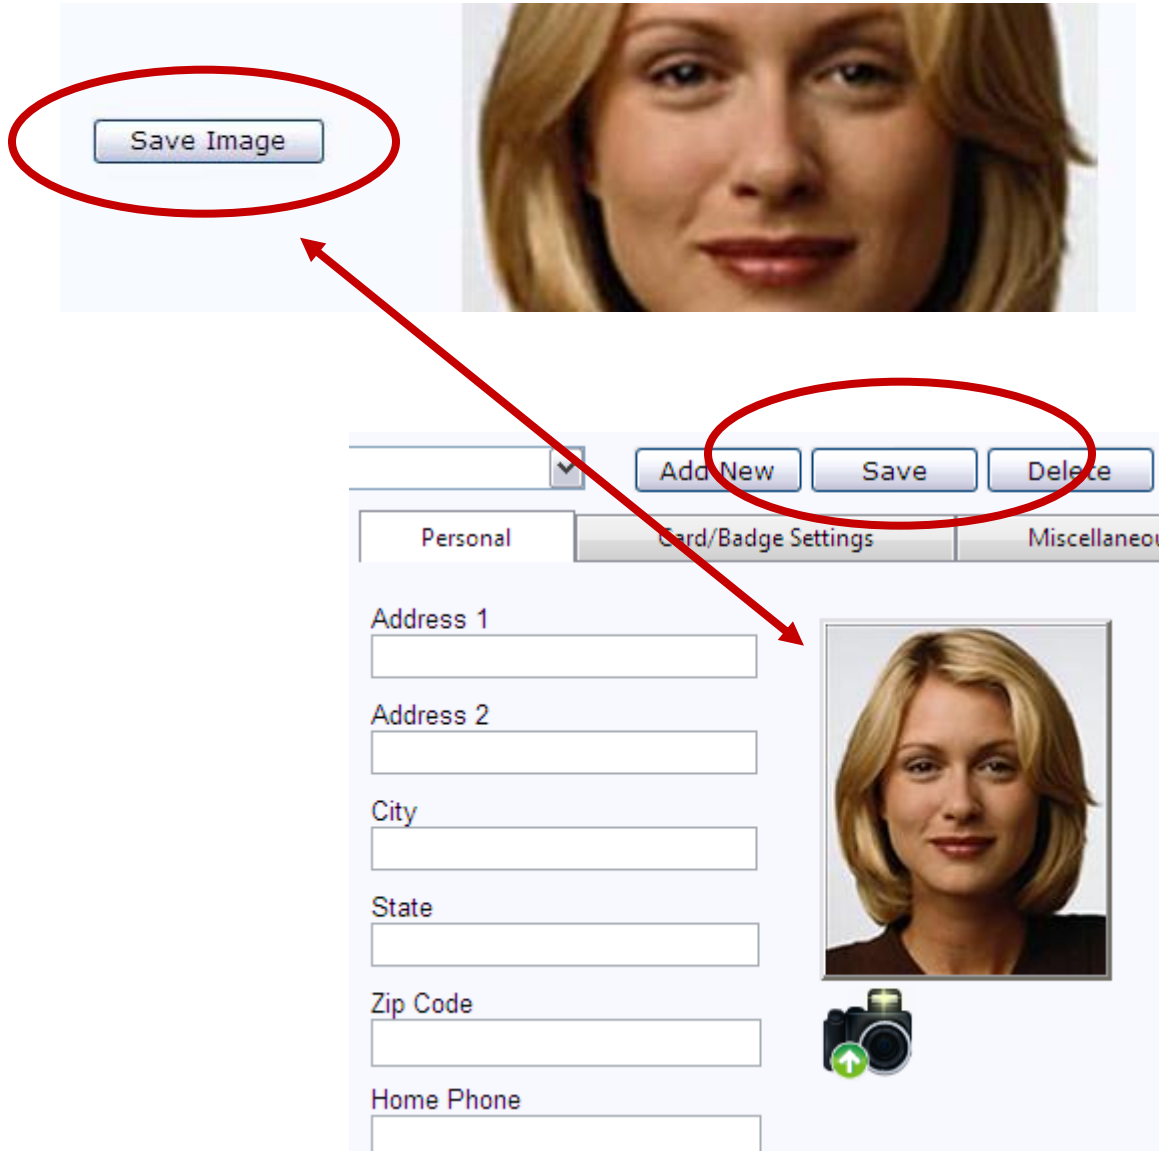 Save Image
Add New Save Delete
Personal Card/Badge Settings Miscellaneou
Address 1
Address 2
City
State
Zip Code
Home Phone